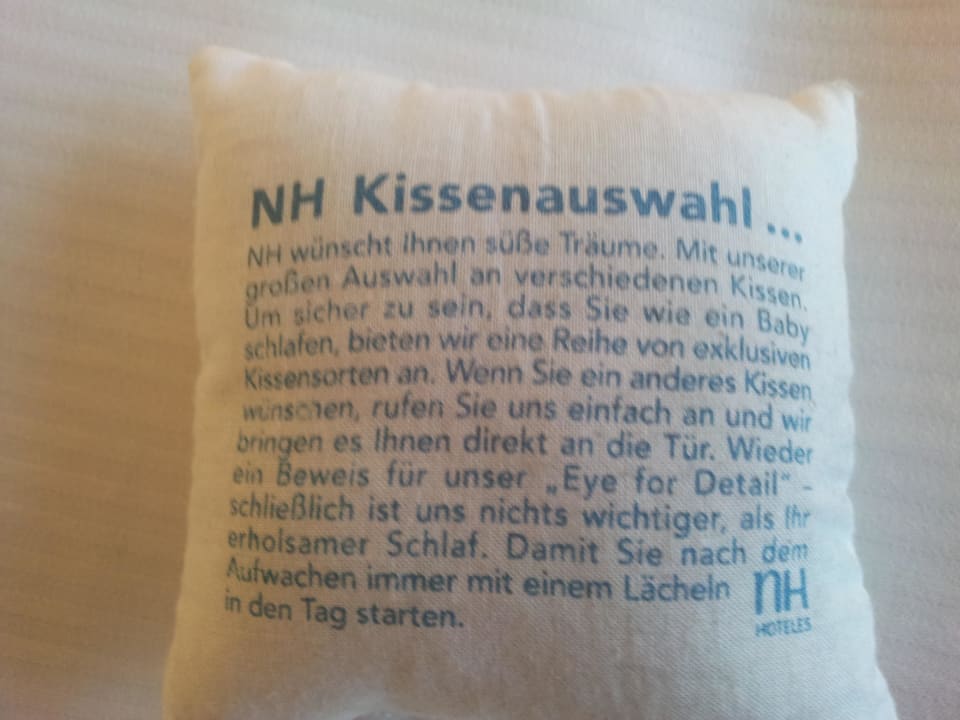 NH Kissenauswahl ...
NH wünscht Ihnen süße Träume. Mit unserer
großen Auswahl an verschiedenen Kissen.
Um sicher zu sein, dass Sie wie ein Baby
schlafen, bieten wir eine Reihe von exklusiven
Kissensorten an. Wenn Sie ein anderes Kissen
wünschen, rufen Sie uns einfach an und wir
bringen es Ihnen direkt an die Tür. Wieder
ein Beweis für unser „Eye for Detail“ -
schließlich ist uns nichts wichtiger, als Ihr
erholsamer Schlaf. Damit Sie nach dem
Aufwachen immer mit einem Lächeln
in den Tag starten.
nH
HOTELES